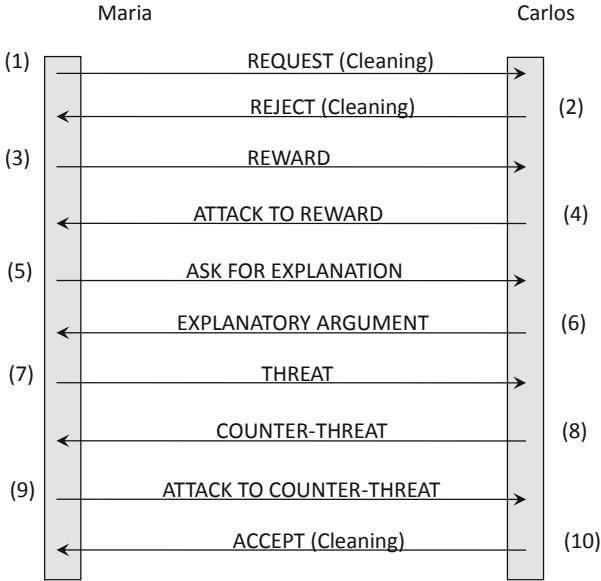 Maria Carlos
(1) REQUEST (Cleaning)
REJECT (Cleaning) (2)
(3) REWARD
ATTACK TO REWARD (4)
(5) ASK FOR EXPLANATION
EXPLANATORY ARGUMENT (6)
(7) THREAT
COUNTER-THREAT (8)
(9) ATTACK TO COUNTER-THREAT
ACCEPT (Cleaning) (10)